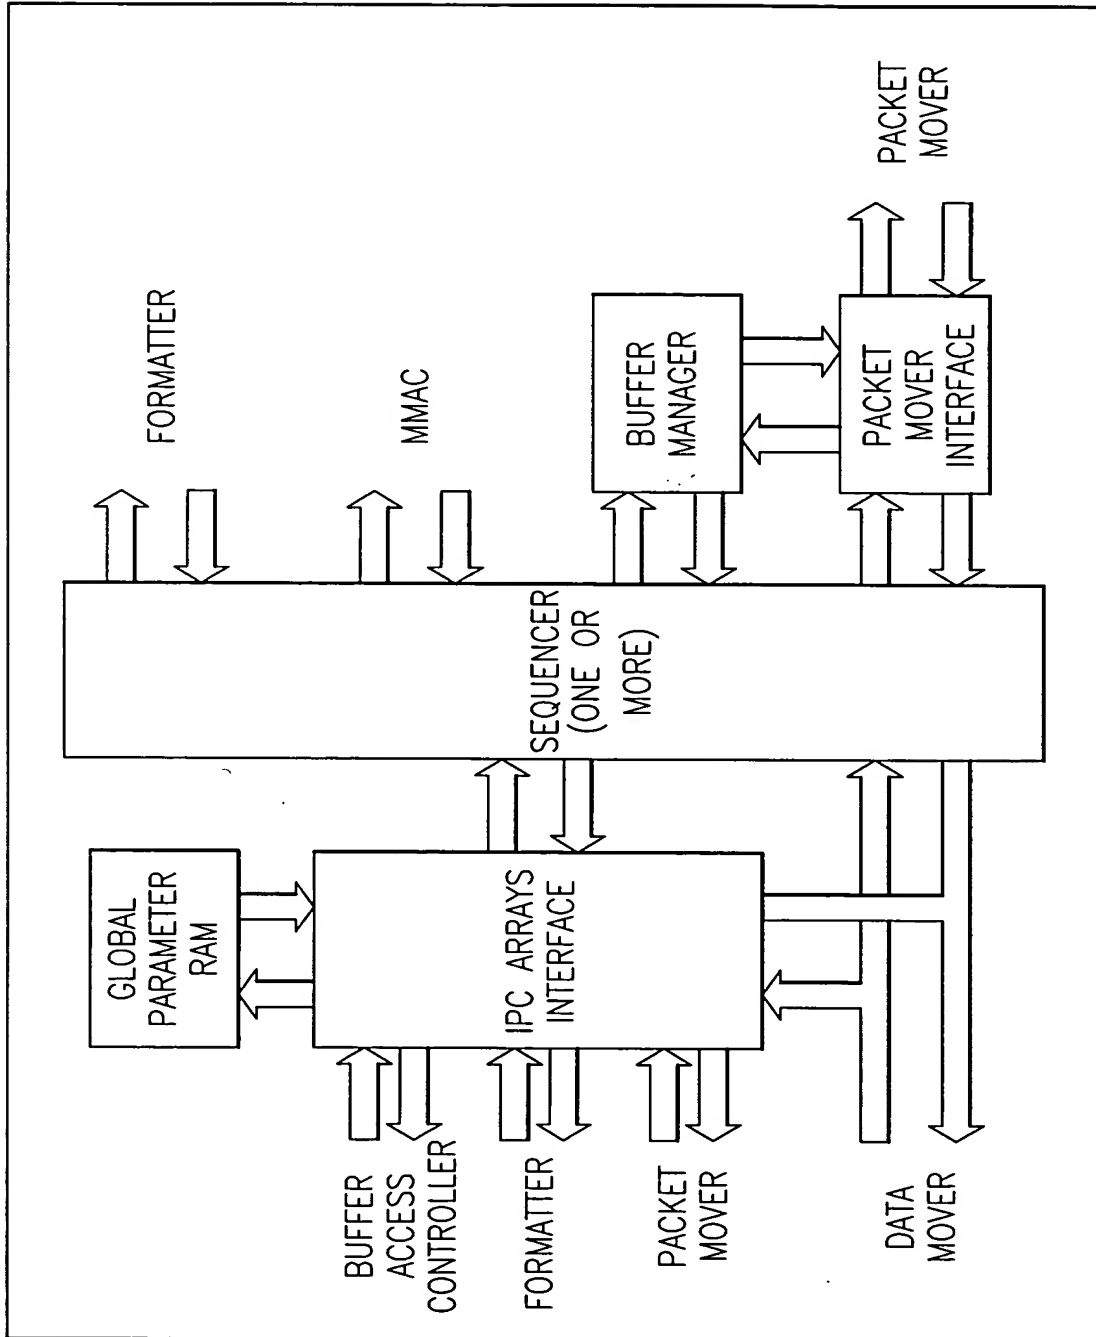 GLOBAL
PARAMETER
RAM
BUFFER
ACCESS
CONTROLLER
IPC ARRAYS
INTERFACE
FORMATTER
PACKET
MOVER
DATA
MOVER
SEQUENCER
(ONE OR
MORE)
FORMATTER
MMAC
BUFFER
MANAGER
PACKET
MOVER
INTERFACE
PACKET
MOVER